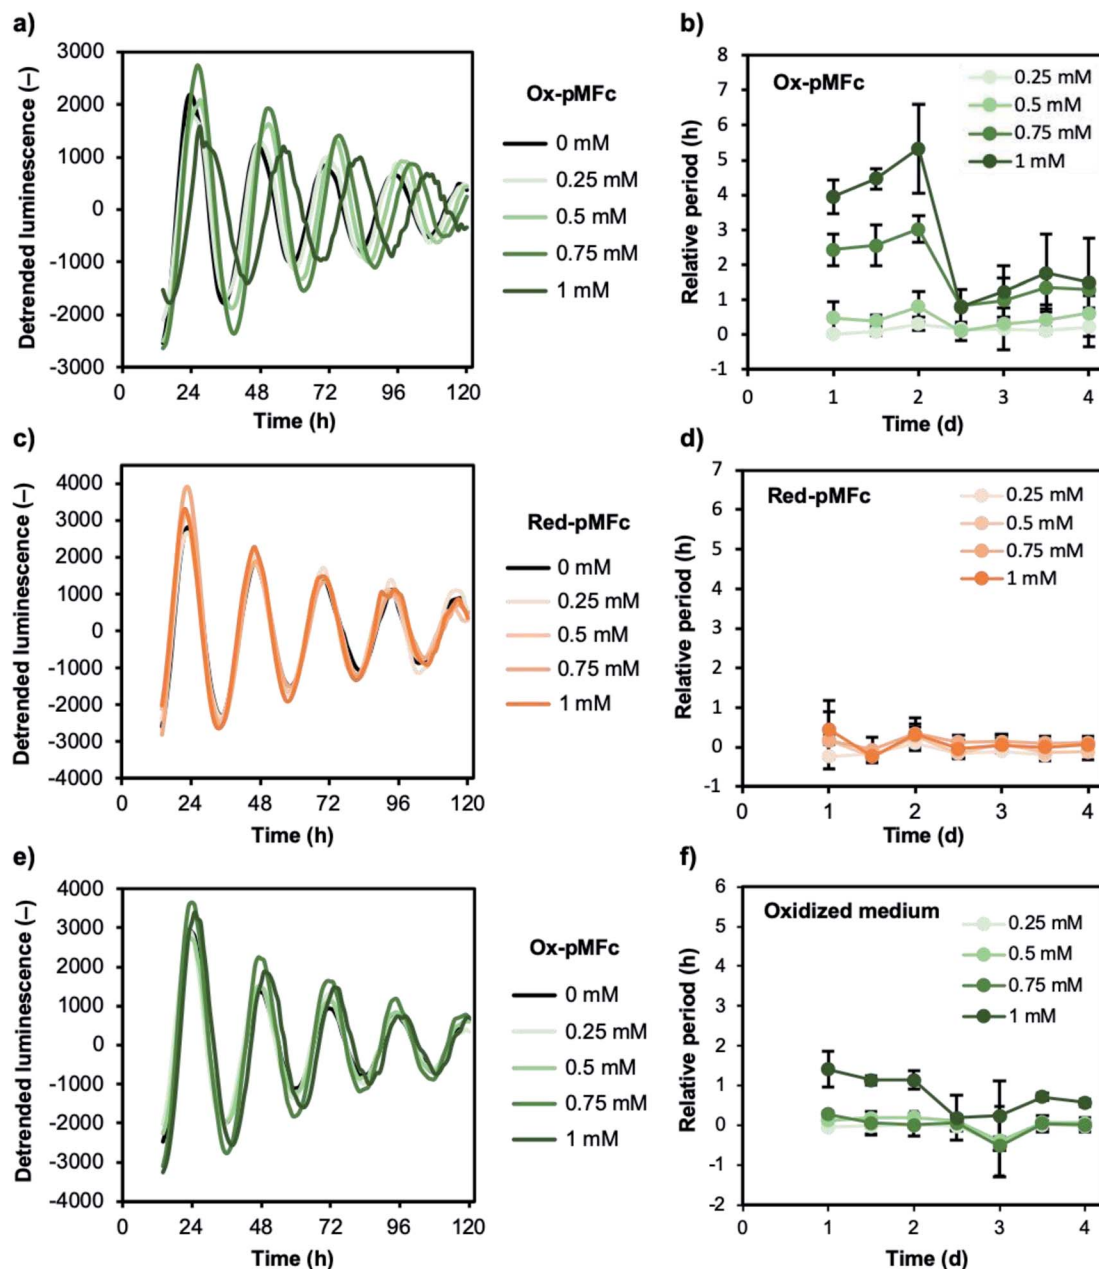 a)
Detrended luminescence (–)
3000
2000
1000
0
-1000
-2000
-3000
0 24 48 72 96 120
Time (h)
Ox-pMFc
0 mM
0.25 mM
0.5 mM
0.75 mM
1 mM
b)
Relative period (h)
8
7
6
5
4
3
2
1
0
-1
0 1 2 3 4
Time (d)
Ox-pMFc
0.25 mM
0.5 mM
0.75 mM
1 mM
c)
Detrended luminescence (–)
4000
3000
2000
1000
0
-1000
-2000
-3000
-4000
0 24 48 72 96 120
Time (h)
Red-pMFc
0 mM
0.25 mM
0.5 mM
0.75 mM
1 mM
d)
Relative period (h)
7
6
5
4
3
2
1
0
-1
0 1 2 3 4
Time (d)
Red-pMFc
0.25 mM
0.5 mM
0.75 mM
1 mM
e)
Detrended luminescence (–)
4000
3000
2000
1000
0
-1000
-2000
-3000
-4000
0 24 48 72 96 120
Time (h)
Ox-pMFc
0 mM
0.25 mM
0.5 mM
0.75 mM
1 mM
f)
Relative period (h)
6
5
4
3
2
1
0
-1
-2
0 1 2 3 4
Time (d)
Oxidized medium
0.25 mM
0.5 mM
0.75 mM
1 mM